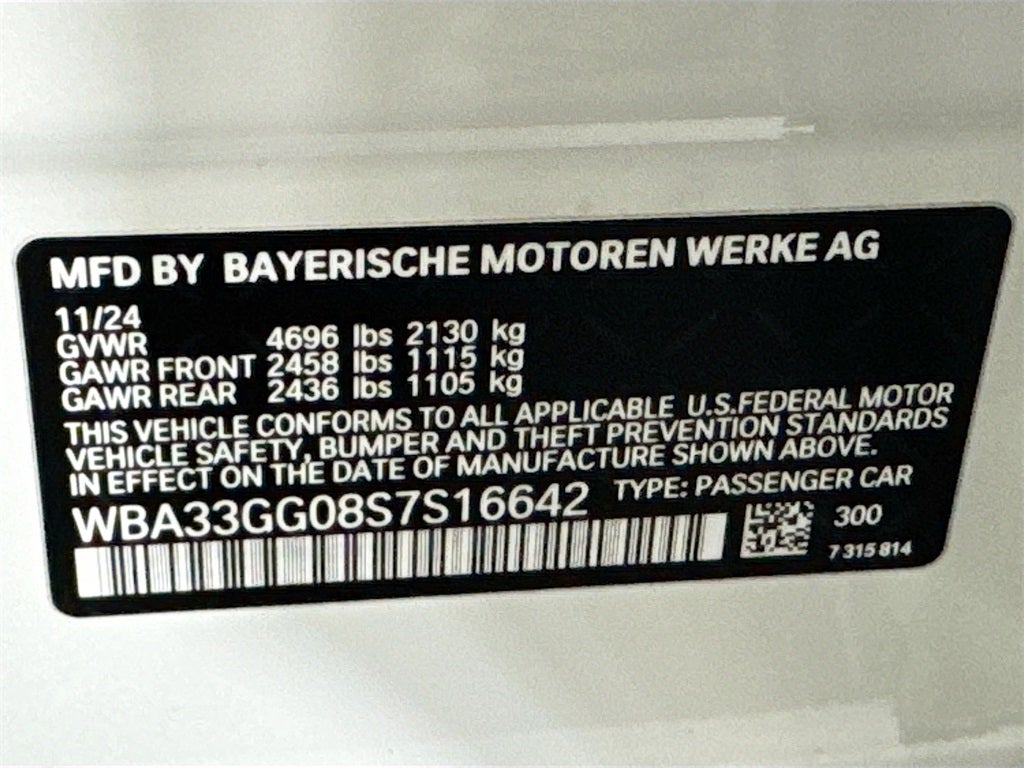 MFD BY BAYERISCHE MOTOREN WERKE AG
11/24
GVWR 4696 lbs 2130 kg
GAWR FRONT 2458 lbs 1115 kg
GAWR REAR 2436 lbs 1105 kg
THIS VEHICLE CONFORMS TO ALL APPLICABLE U.S.FEDERAL MOTOR
VEHICLE SAFETY, BUMPER AND THEFT PREVENTION STANDARDS
IN EFFECT ON THE DATE OF MANUFACTURE SHOWN ABOVE.
WBA33GG08S7S16642 TYPE: PASSENGER CAR
300
7 315 814